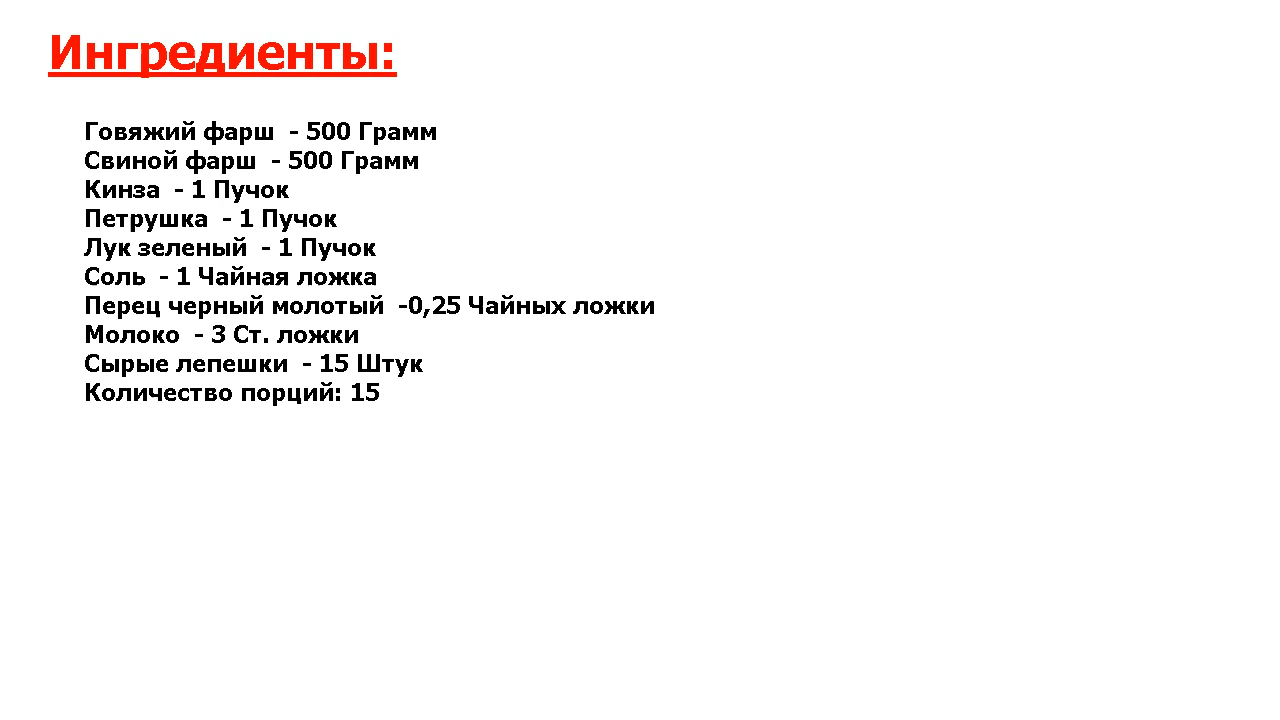 Ингредиенты:
Говяжий фарш  - 500 Грамм
Свиной фарш  - 500 Грамм
Кинза  - 1 Пучок
Петрушка  - 1 Пучок
Лук зеленый  - 1 Пучок
Соль  - 1 Чайная ложка
Перец черный молотый  -0,25 Чайных ложки
Молоко  - 3 Ст. ложки
Сырые лепешки  - 15 Штук
Количество порций: 15